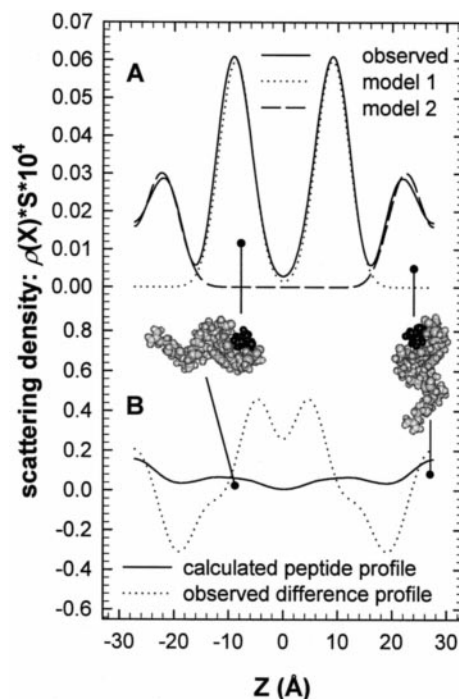 scattering density: ρ(X)*S*10⁴
0.07
0.06
0.05
0.04
0.03
0.02
0.01
0.00
A
observed
model 1
model 2
0.8
0.6
0.4
0.2
0.0
-0.2
-0.4
-0.6
B
calculated peptide profile
observed difference profile
-30 -20 -10 0 10 20 30
Z (Å)